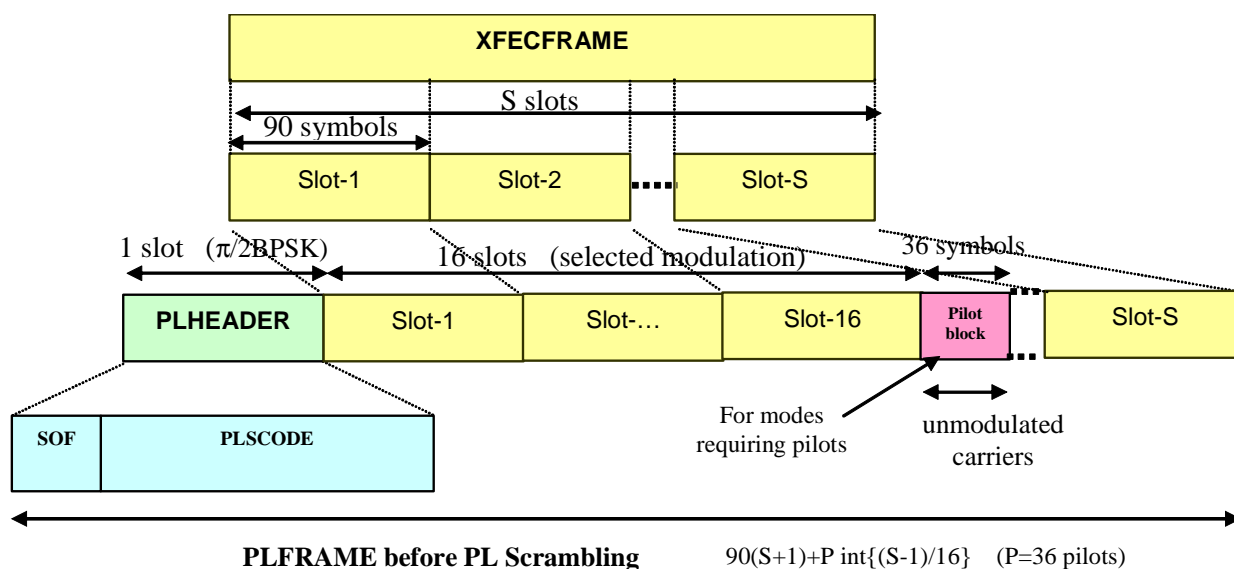 XFECFRAME
S slots
90 symbols
Slot-1 Slot-2 Slot-S
1 slot (π/2BPSK) 16 slots (selected modulation) 36 symbols
PLHEADER Slot-1 Slot-… Slot-16 Pilot block Slot-S
For modes requiring pilots
unmodulated carriers
SOF PLSCODE
PLFRAME before PL Scrambling 90(S+1)+P int{(S-1)/16} (P=36 pilots)